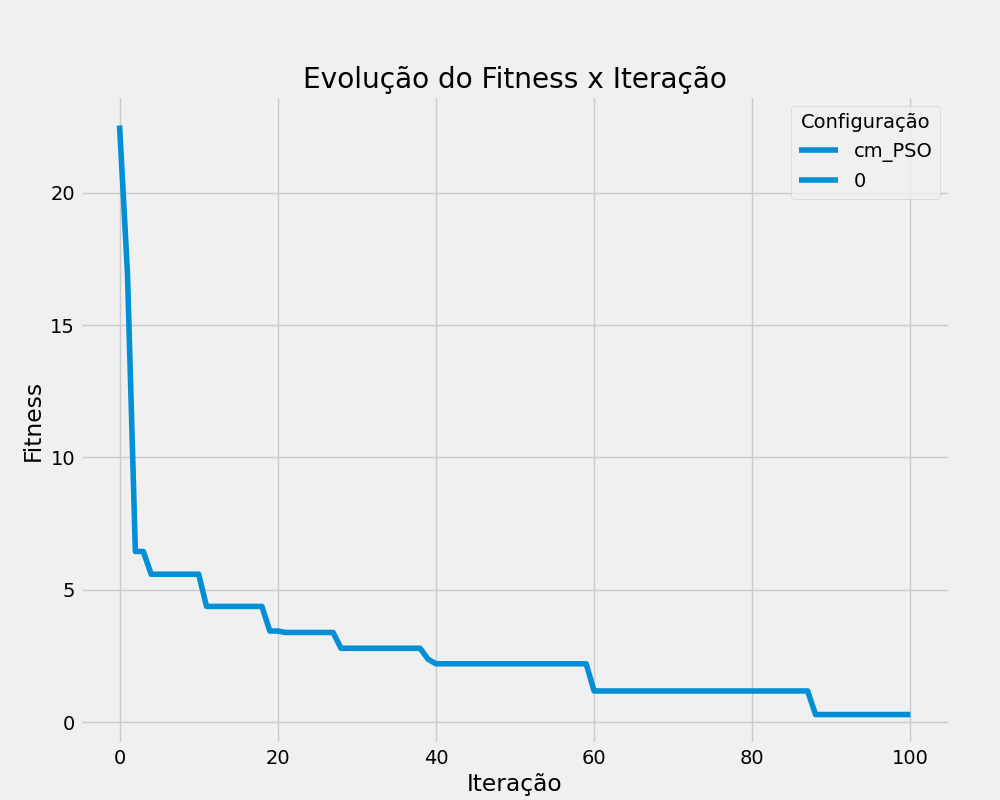 Evolução do Fitness x Iteração
Configuração
cm_PSO
0
Fitness
20
15
10
5
0
0 20 40 60 80 100
Iteração